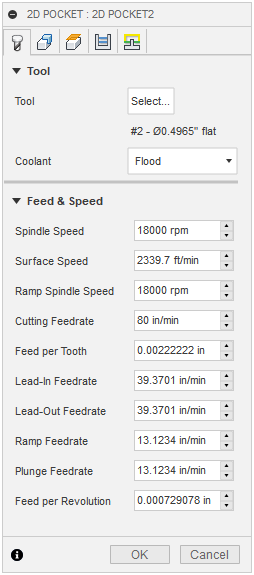 2D POCKET : 2D POCKET2
Tool
Tool Select...
#2 - Ø0.4965" flat
Coolant Flood
Feed & Speed
Spindle Speed 18000 rpm
Surface Speed 2339.7 ft/min
Ramp Spindle Speed 18000 rpm
Cutting Feedrate 80 in/min
Feed per Tooth 0.00222222 in
Lead-In Feedrate 39.3701 in/min
Lead-Out Feedrate 39.3701 in/min
Ramp Feedrate 13.1234 in/min
Plunge Feedrate 13.1234 in/min
Feed per Revolution 0.000729078 in
OK Cancel